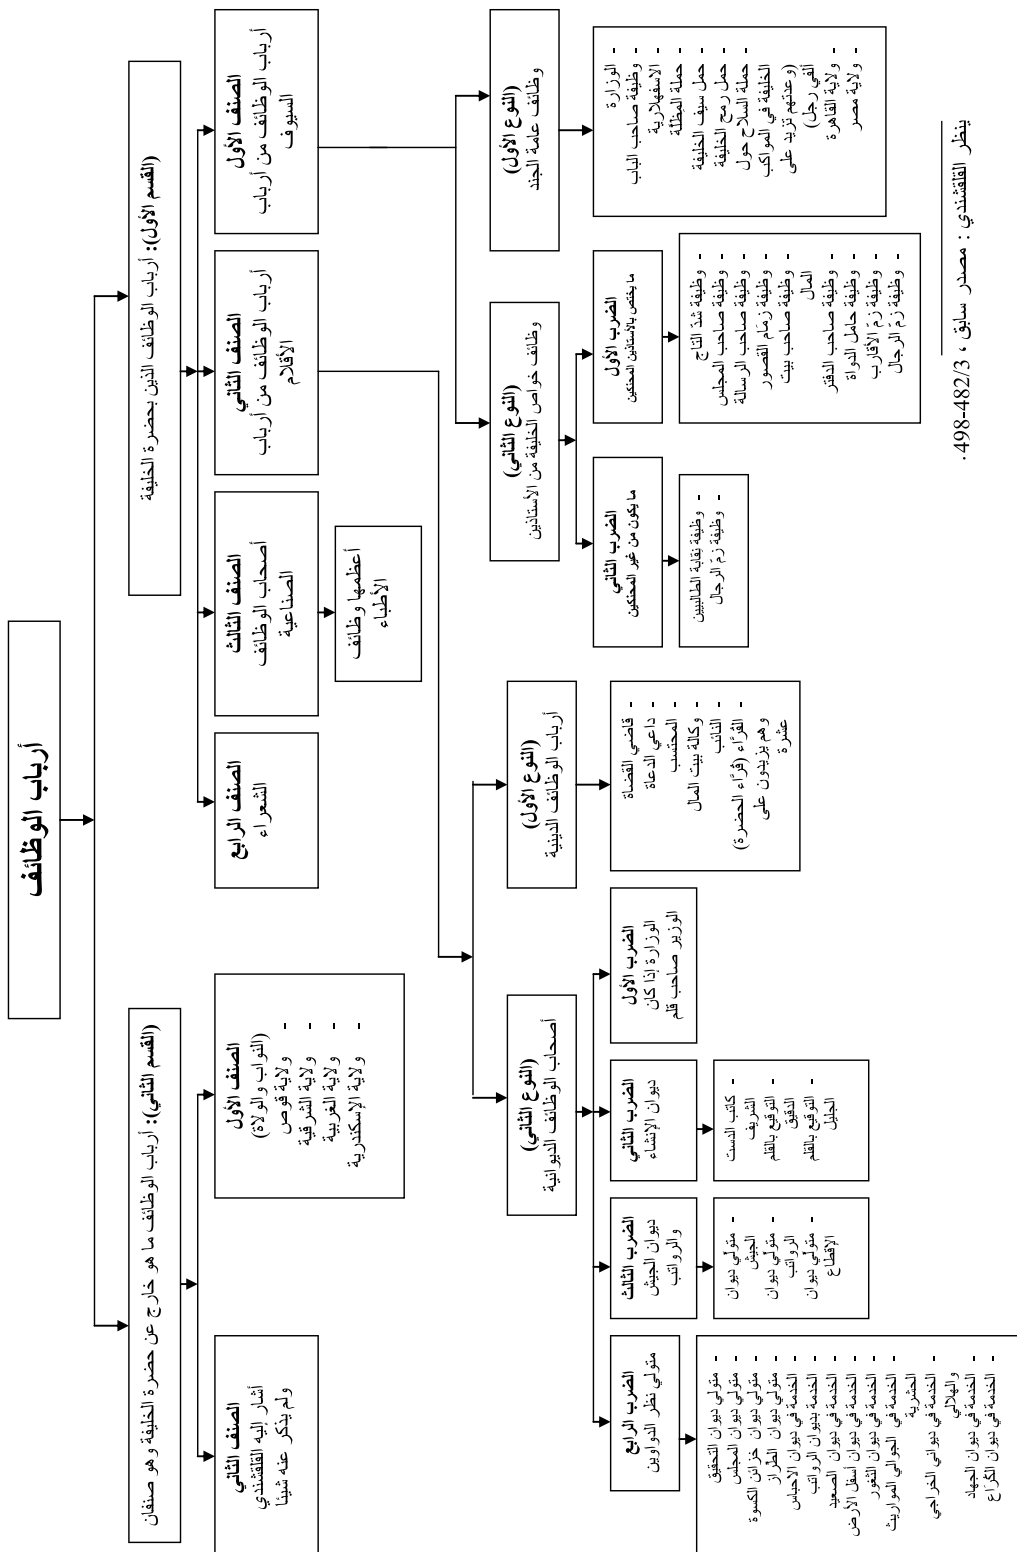 أرباب الوظائف
(القسم الأول): أرباب الوظائف الذين بحضرة الخليفة
الصنف الأول
أرباب الوظائف من أرباب
السيوف
(النوع الأول)
وظائف عامة الجند
- الوزارة
- وظيفة صاحب الباب
- الاسفهلارية
- حملة المظلة
- حمل سيف الخليفة
- حمل رمح الخليفة
- حملة السلاح حول
الخليفة في المواكب
(وعدتهم تزيد على
ألفي رجل)
- ولاية القاهرة
- ولاية مصر
(النوع الثاني)
وظائف خواص الخليفة من الأستاذين
الضرب الأول
ما يختص بالأستاذين المحنكين
- وظيفة شد التاج
- وظيفة صاحب المجلس
- وظيفة صاحب الرسالة
- وظيفة زمام القصور
- وظيفة صاحب بيت
المال
- وظيفة صاحب الدفتر
- وظيفة حامل الدواة
- وظيفة زم الأقارب
- وظيفة زم الرجال
الضرب الثاني
ما يكون من غير المحنكين
- وظيفة نقابة الطالبيين
- وظيفة زم الرجال
الصنف الثاني
أرباب الوظائف من أرباب
الأقلام
(النوع الأول)
أرباب الوظائف الدينية
- قاضي القضاة
- داعي الدعاة
- المحتسب
- وكالة بيت المال
- النائب
- القراء (قراء الحضرة)
وهم يزيدون على
عشرة
(النوع الثاني)
أصحاب الوظائف الديوانية
الضرب الأول
الوزارة إذا كان
الوزير صاحب قلم
الضرب الثاني
ديوان الإنشاء
- كاتب الدست
الشريف
- التوقيع بالقلم
الدقيق
- التوقيع بالقلم
الجليل
الضرب الثالث
ديوان الجيش
والرواتب
- متولي ديوان
الجيش
- متولي ديوان
الرواتب
- متولي ديوان
الإقطاع
الضرب الرابع
متولي نظر الدواوين
- متولي ديوان التحقيق
- متولي ديوان المجلس
- متولي ديوان خزائن الكسوة
- متولي ديوان الطراز
- الخدمة في ديوان الاحباس
- الخدمة بديوان الرواتب
- الخدمة في ديوان الصعيد
- الخدمة في ديوان أسفل الأرض
- الخدمة في ديوان الثغور
- الخدمة في الجوالي المواريث
الحشرية
- الخدمة في ديواني الخراجي
والهلالي
- الخدمة في ديوان الجهاد
- الخدمة في ديوان الكراع
الصنف الثالث
أصحاب الوظائف
الصناعية
أعظمها وظائف
الأطباء
الصنف الرابع
الشعراء
(القسم الثاني): أرباب الوظائف ما هو خارج عن حضرة الخليفة وهو صنفان
الصنف الأول
(النواب والولاة)
- ولاية قوص
- ولاية الشرقية
- ولاية الغربية
- ولاية الإسكندرية
الصنف الثاني
أشار إليه القلقشندي
ولم يذكر عنه شيئا
ينظر القلقشندي : مصدر سابق ، 482/3-498.